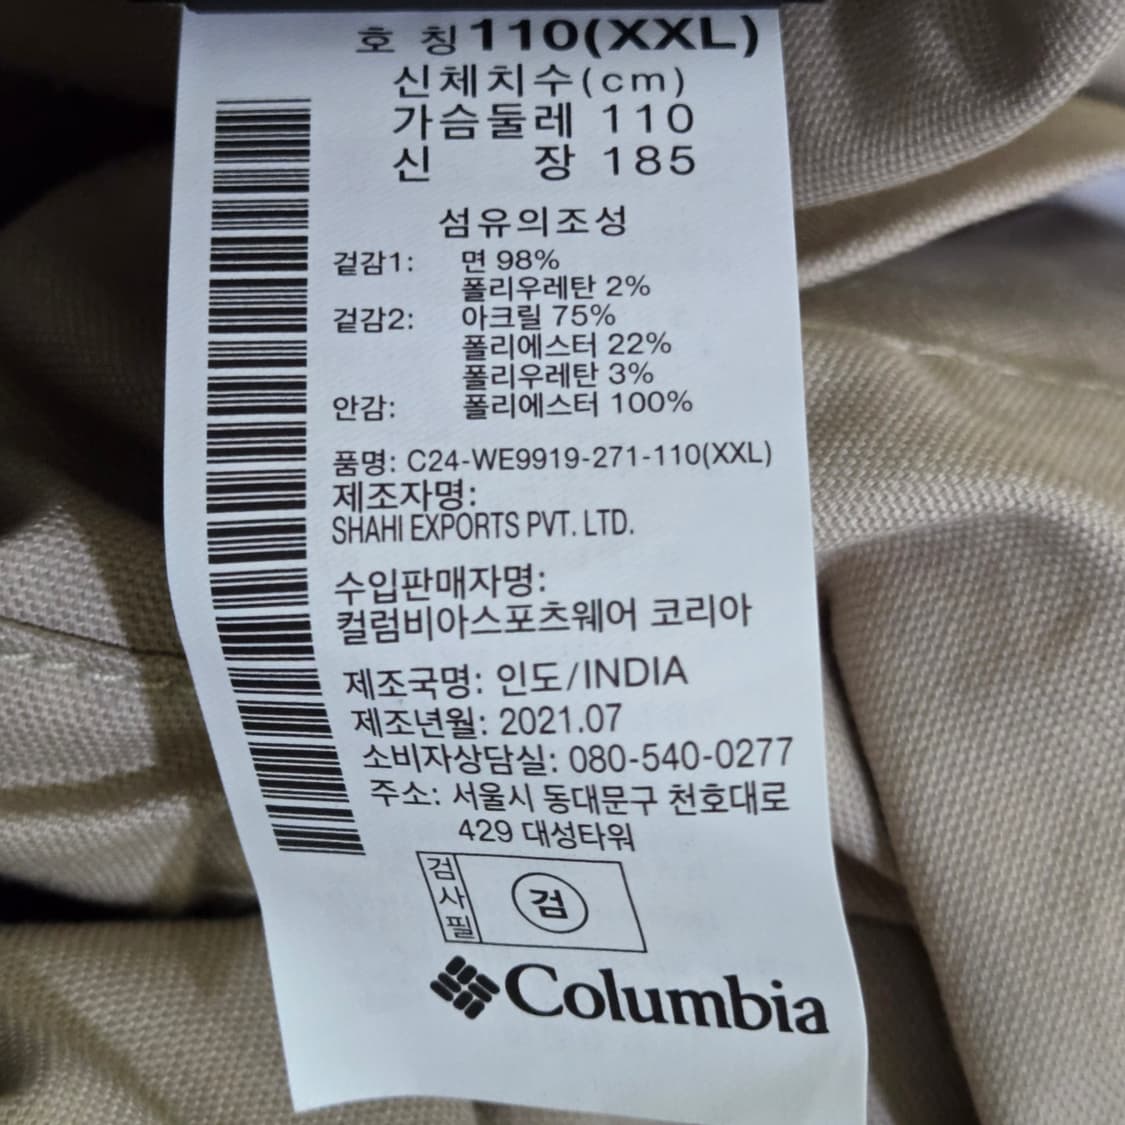 호 칭 110(XXL)
신체치수(cm)
가슴둘레 110
신 장 185
섬유의조성
겉감1: 면 98%
폴리우레탄 2%
겉감2: 아크릴 75%
폴리에스터 22%
폴리우레탄 3%
안감: 폴리에스터 100%
품명: C24-WE9919-271-110(XXL)
제조자명:
SHAHI EXPORTS PVT. LTD.
수입판매자명:
컬럼비아스포츠웨어 코리아
제조국명: 인도/INDIA
제조년월: 2021.07
소비자상담실: 080-540-0277
주소: 서울시 동대문구 천호대로
429 대성타워
검사필
검
Columbia